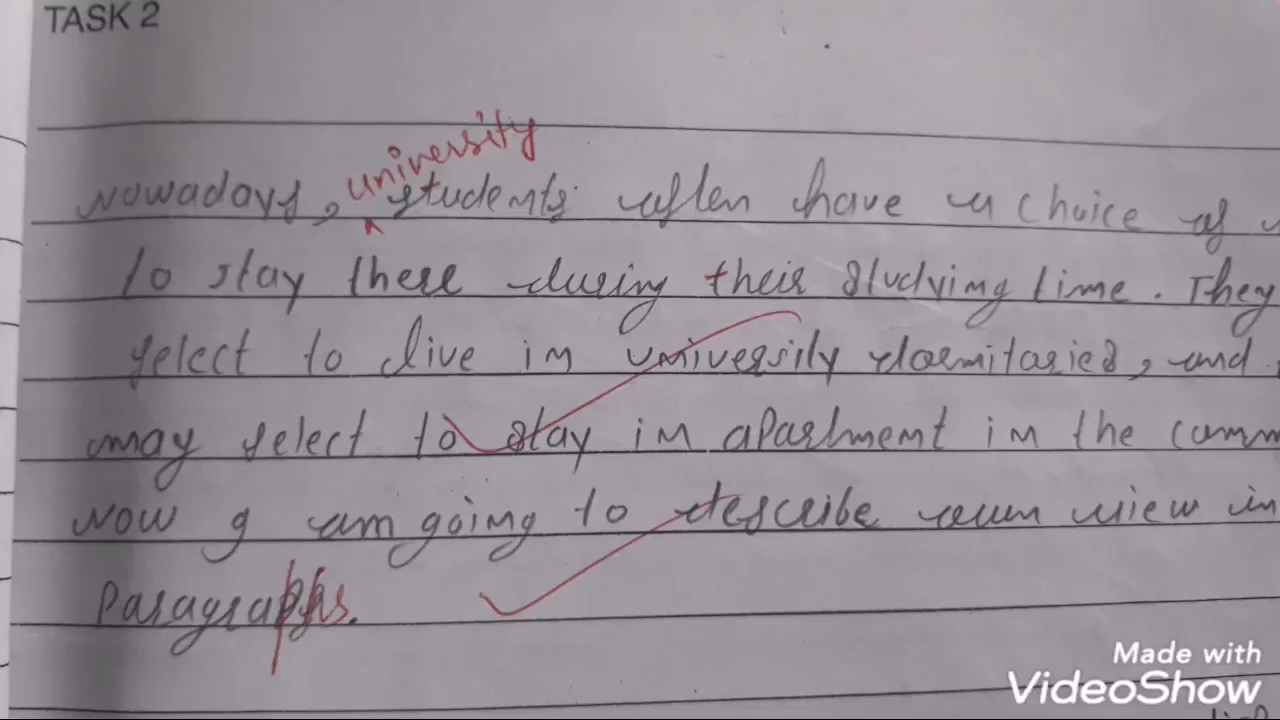 TASK 2
university
Nowadays, students often have a choice of
to stay there during their studying time. They
select to live in university dormitaries, and
may select to stay in apartment in the comm
Now I am going to describe own view in
Paragraphs.
Made with
VideoShow